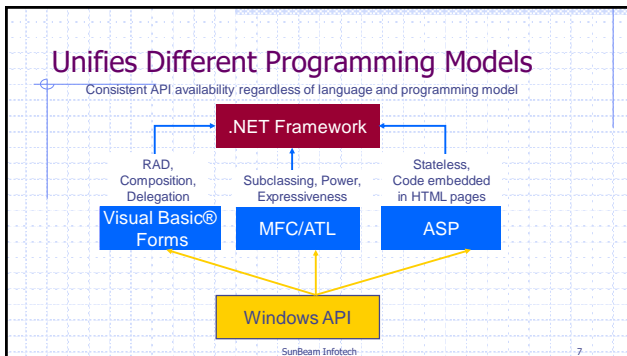 Unifies Different Programming Models
Consistent API availability regardless of language and programming model
.NET Framework
RAD,
Composition,
Delegation
Subclassing, Power,
Expressiveness
Stateless,
Code embedded
in HTML pages
Visual Basic®
Forms
MFC/ATL
ASP
Windows API
SunBeam Infotech
7